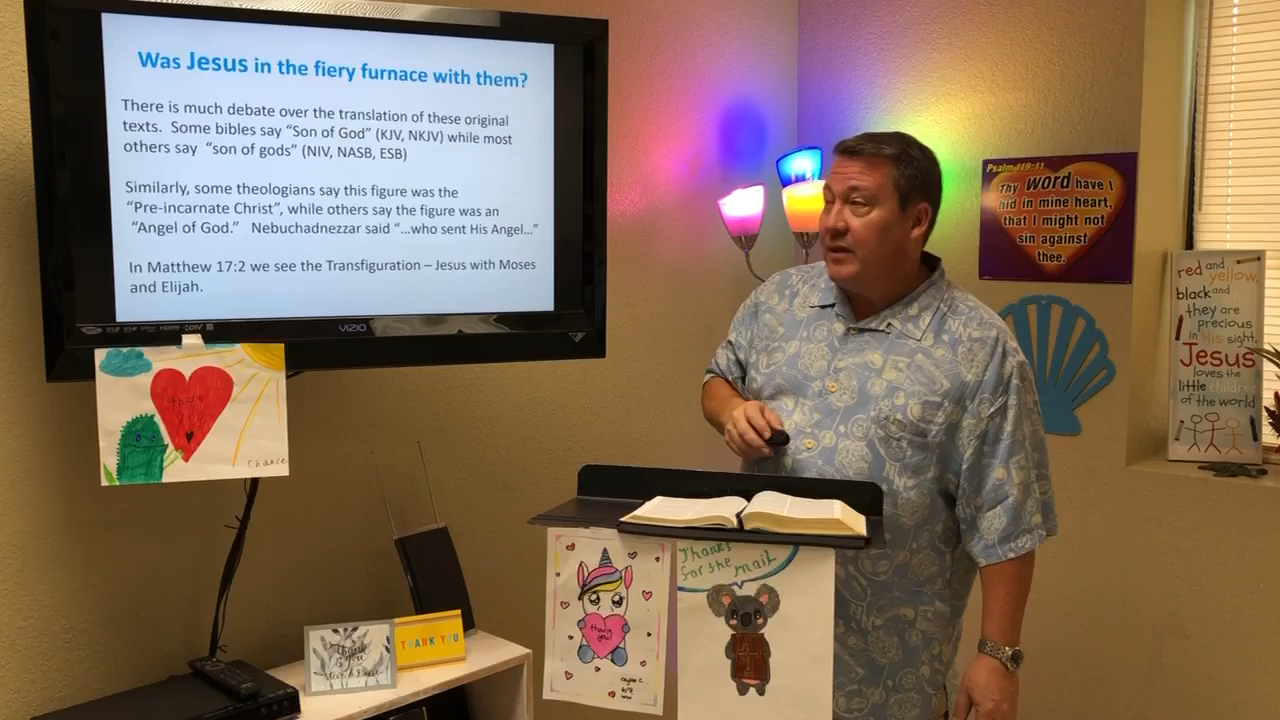 Was Jesus in the fiery furnace with them?
There is much debate over the translation of these original
texts. Some bibles say “Son of God” (KJV, NKJV) while most
others say “son of gods” (NIV, NASB, ESB)
Similarly, some theologians say this figure was the
“Pre-incarnate Christ”, while others say the figure was an
“Angel of God.” Nebuchadnezzar said “…who sent His Angel…”
In Matthew 17:2 we see the Transfiguration – Jesus with Moses
and Elijah.
VIZIO
HDMI
thank
Chance
Psalm 119:11
Thy WORD have I
hid in mine heart,
that I might not
sin against
thee.
red and
yellow,
black and
they are
precious
in His sight,
Jesus
loves the
little children
of the world
Thanks
for the mail
thank
you!
THANK YOU
Thank
you